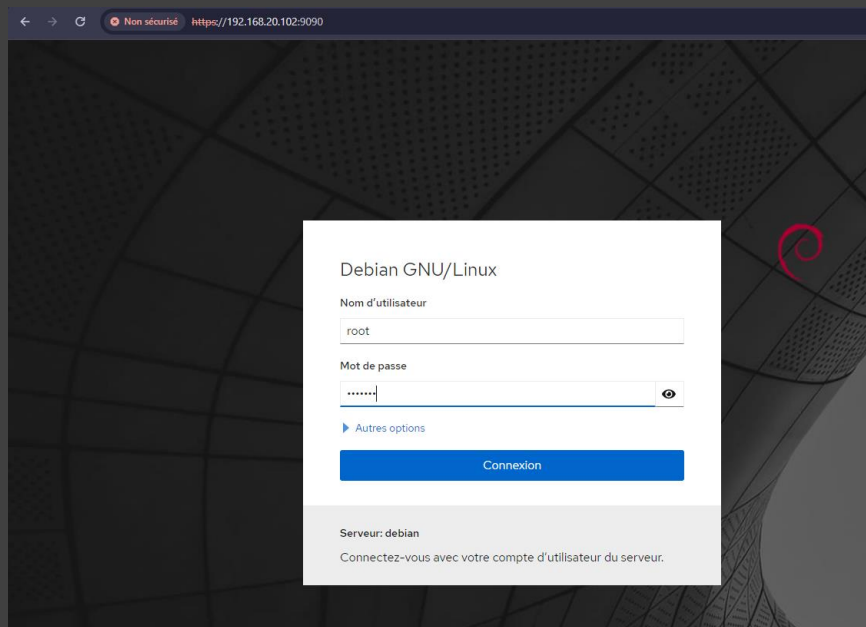 Non sécurisé https://192.168.20.102:9090
Debian GNU/Linux
Nom d'utilisateur
root
Mot de passe
•••••••
Autres options
Connexion
Serveur: debian
Connectez-vous avec votre compte d'utilisateur du serveur.